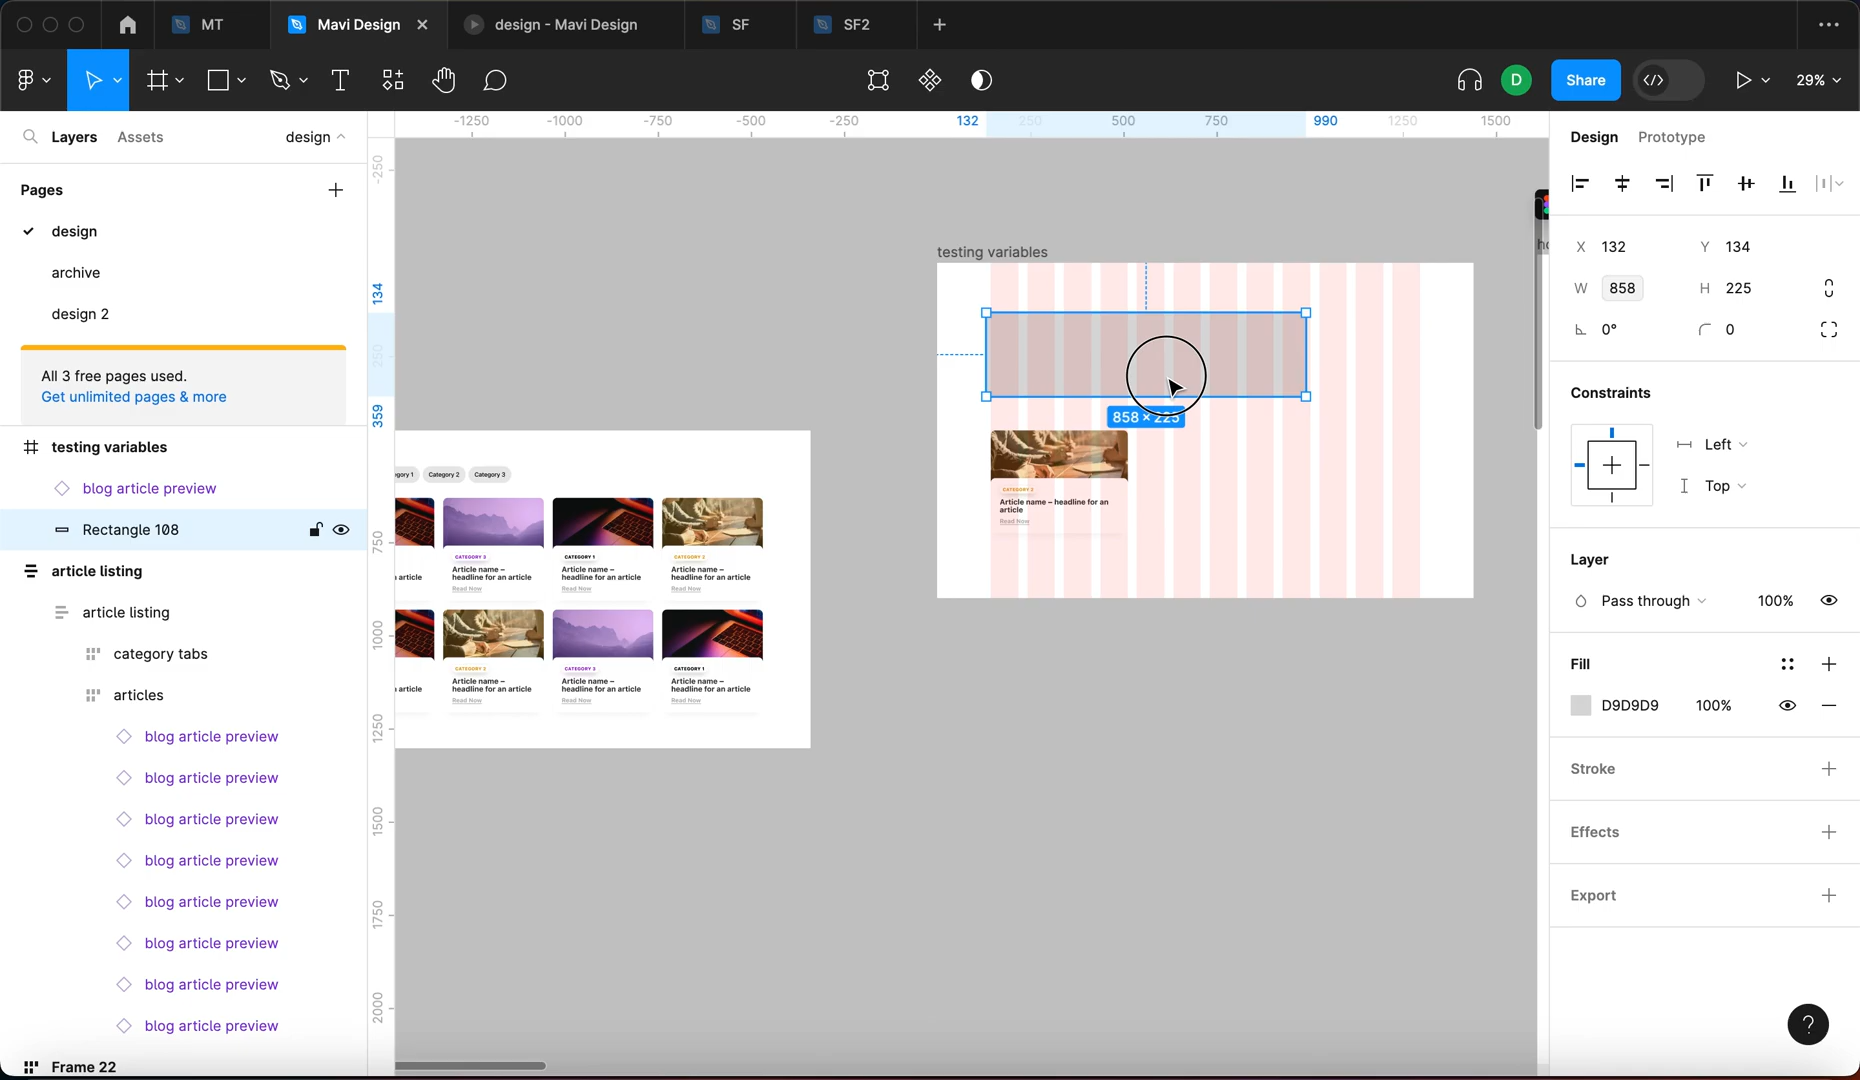 MT
Mavi Design
design - Mavi Design
SF
SF2
D
Share
29%
Layers
Assets
design
Pages
design
archive
design 2
All 3 free pages used.
Get unlimited pages & more
testing variables
blog article preview
Rectangle 108
article listing
article listing
category tabs
articles
blog article preview
blog article preview
blog article preview
blog article preview
blog article preview
blog article preview
blog article preview
blog article preview
Frame 22
-1250
-1000
-750
-500
-250
132
250
500
750
990
1250
1500
-250
134
250
359
750
1000
1250
1500
1750
2000
testing variables
858 × 225
CATEGORY 2
Article name – headline for an
article
Read Now
egory 1
Category 2
Category 3
CATEGORY 3
Article name –
headline for an article
Read Now
CATEGORY 1
Article name –
headline for an article
Read Now
CATEGORY 2
Article name –
headline for an article
Read Now
article
CATEGORY 2
Article name –
headline for an article
Read Now
CATEGORY 3
Article name –
headline for an article
Read Now
CATEGORY 1
Article name –
headline for an article
Read Now
article
Design
Prototype
X 132
Y 134
W 858
H 225
0°
0
Constraints
Left
Top
Layer
Pass through
100%
Fill
D9D9D9
100%
Stroke
Effects
Export
?